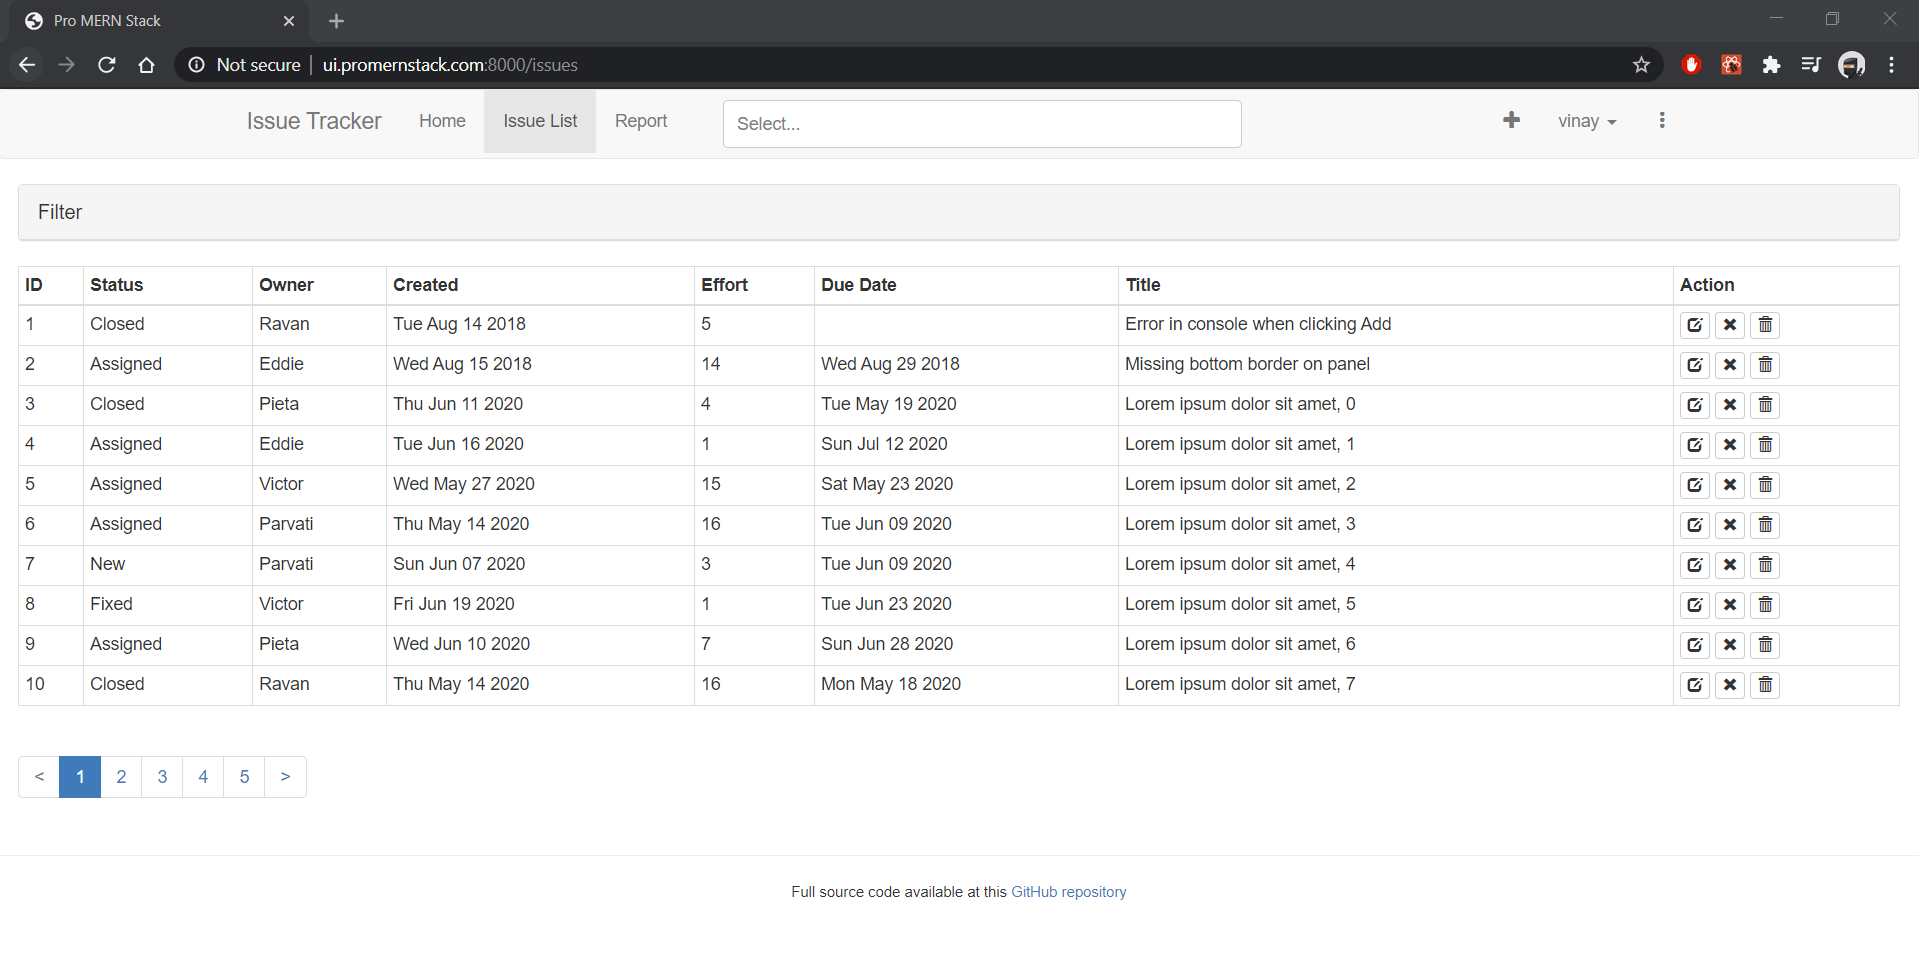 Pro MERN Stack
Not secure ui.promernstack.com:8000/issues
Issue Tracker Home Issue List Report Select... vinay
Filter
ID Status Owner Created Effort Due Date Title Action
1 Closed Ravan Tue Aug 14 2018 5 Error in console when clicking Add
2 Assigned Eddie Wed Aug 15 2018 14 Wed Aug 29 2018 Missing bottom border on panel
3 Closed Pieta Thu Jun 11 2020 4 Tue May 19 2020 Lorem ipsum dolor sit amet, 0
4 Assigned Eddie Tue Jun 16 2020 1 Sun Jul 12 2020 Lorem ipsum dolor sit amet, 1
5 Assigned Victor Wed May 27 2020 15 Sat May 23 2020 Lorem ipsum dolor sit amet, 2
6 Assigned Parvati Thu May 14 2020 16 Tue Jun 09 2020 Lorem ipsum dolor sit amet, 3
7 New Parvati Sun Jun 07 2020 3 Tue Jun 09 2020 Lorem ipsum dolor sit amet, 4
8 Fixed Victor Fri Jun 19 2020 1 Tue Jun 23 2020 Lorem ipsum dolor sit amet, 5
9 Assigned Pieta Wed Jun 10 2020 7 Sun Jun 28 2020 Lorem ipsum dolor sit amet, 6
10 Closed Ravan Thu May 14 2020 16 Mon May 18 2020 Lorem ipsum dolor sit amet, 7
< 1 2 3 4 5 >
Full source code available at this GitHub repository